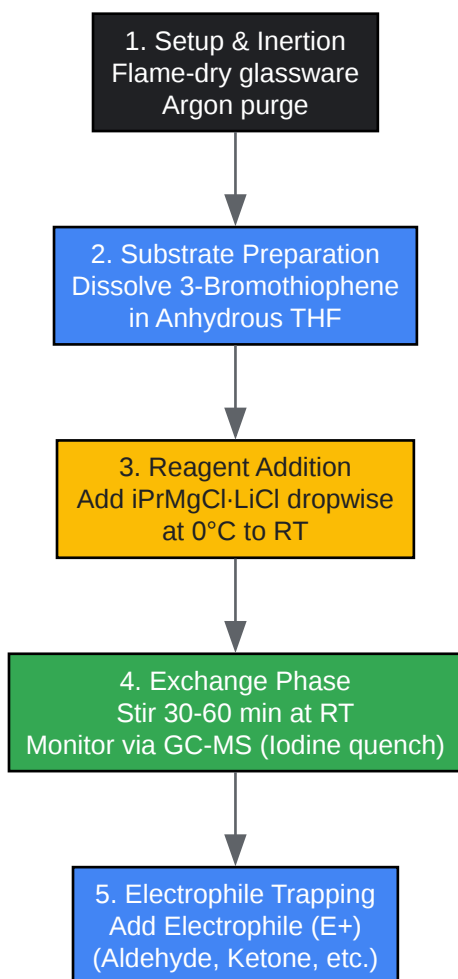 1. Setup & Inertion
Flame-dry glassware
Argon purge
2. Substrate Preparation
Dissolve 3-Bromothiophene
in Anhydrous THF
3. Reagent Addition
Add iPrMgCl·LiCl dropwise
at 0°C to RT
4. Exchange Phase
Stir 30-60 min at RT
Monitor via GC-MS (Iodine quench)
5. Electrophile Trapping
Add Electrophile (E+)
(Aldehyde, Ketone, etc.)